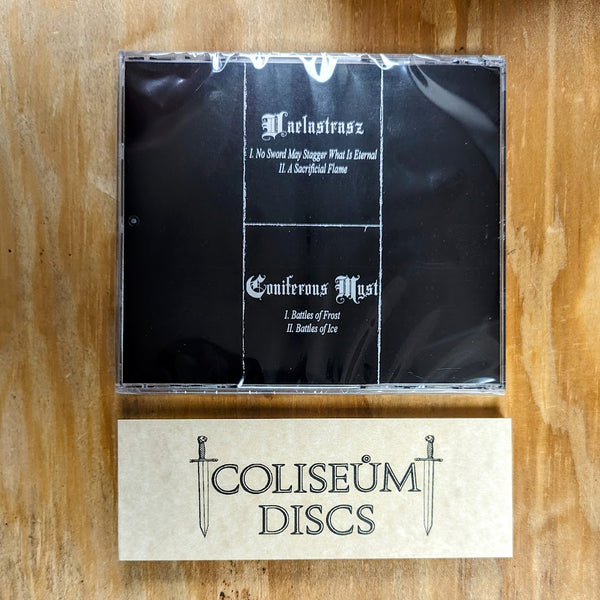 Vaelastrasz
I. No Sword May Stagger What Is Eternal
II. A Sacrificial Flame
Coniferous Myst
I. Battles of Frost
II. Battles of Ice
COLISEŮM
DISCS